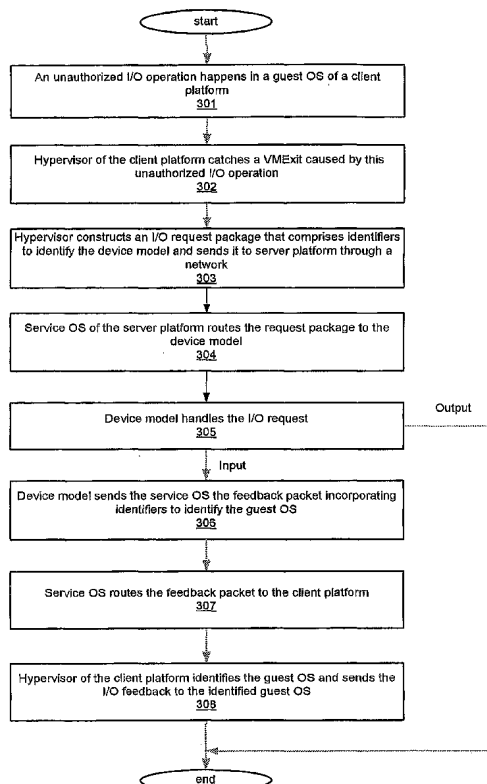 start
An unauthorized I/O operation happens in a guest OS of a client
platform
301
Hypervisor of the client platform catches a VMExit caused by this
unauthorized I/O operation
302
Hypervisor constructs an I/O request package that comprises identifiers
to identify the device model and sends it to server platform through a
network
303
Service OS of the server platform routes the request package to the
device model
304
Device model handles the I/O request
305
Output
Input
Device model sends the service OS the feedback packet incorporating
identifiers to identify the guest OS
306
Service OS routes the feedback packet to the client platform
307
Hypervisor of the client platform identifies the guest OS and sends the
I/O feedback to the identified guest OS
308
end